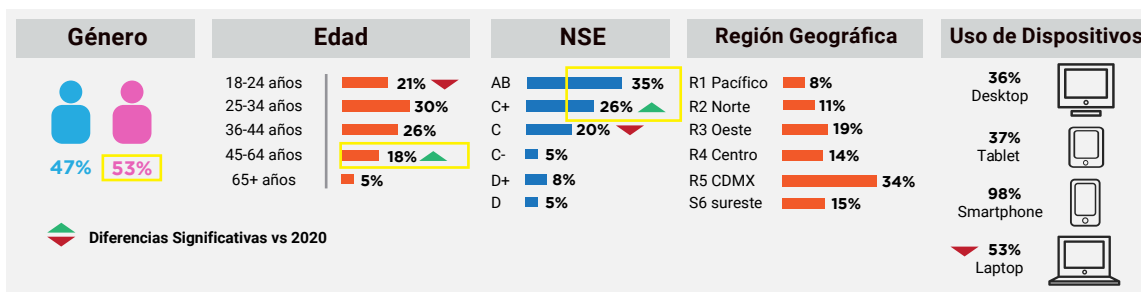 Género
47%
53%
Edad
18-24 años 21%
25-34 años 30%
36-44 años 26%
45-64 años 18%
65+ años 5%
Diferencias Significativas vs 2020
NSE
AB 35%
C+ 26%
C 20%
C- 5%
D+ 8%
D 5%
Región Geográfica
R1 Pacífico 8%
R2 Norte 11%
R3 Oeste 19%
R4 Centro 14%
R5 CDMX 34%
S6 sureste 15%
Uso de Dispositivos
36%
Desktop
37%
Tablet
98%
Smartphone
53%
Laptop